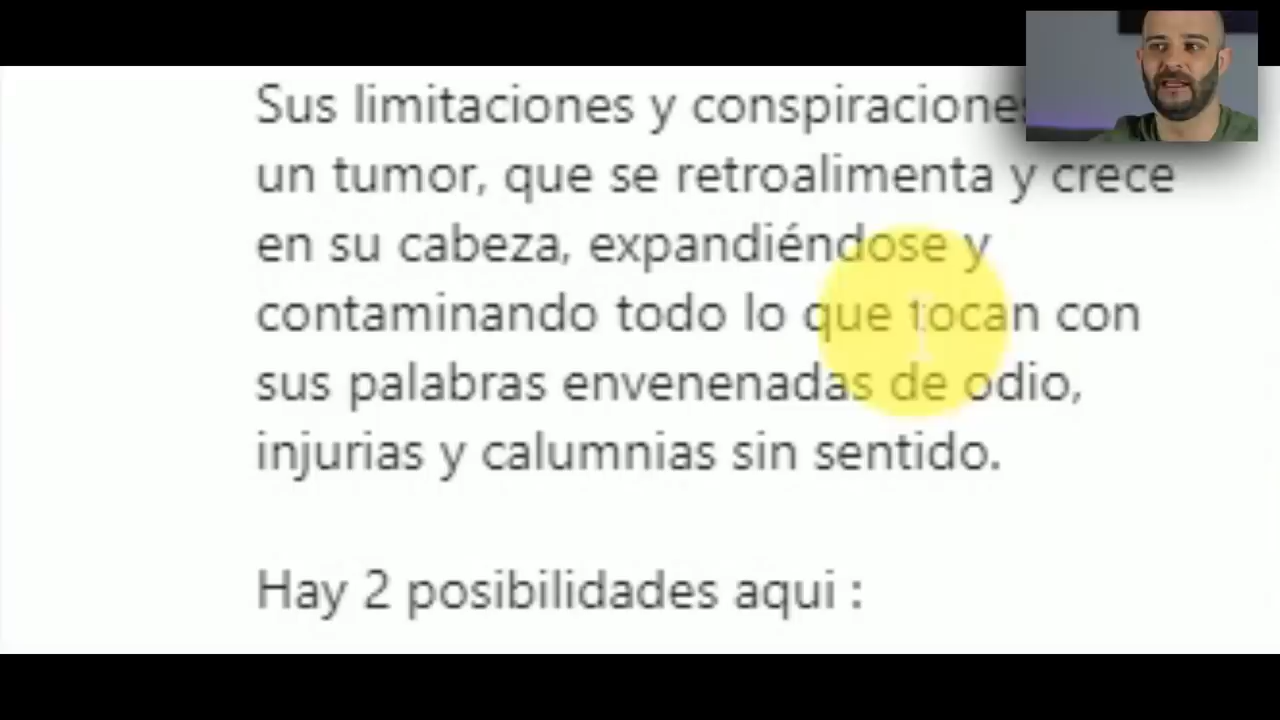 Sus limitaciones y conspiraciones
un tumor, que se retroalimenta y crece
en su cabeza, expandiéndose y
contaminando todo lo que tocan con
sus palabras envenenadas de odio,
injurias y calumnias sin sentido.
Hay 2 posibilidades aqui :